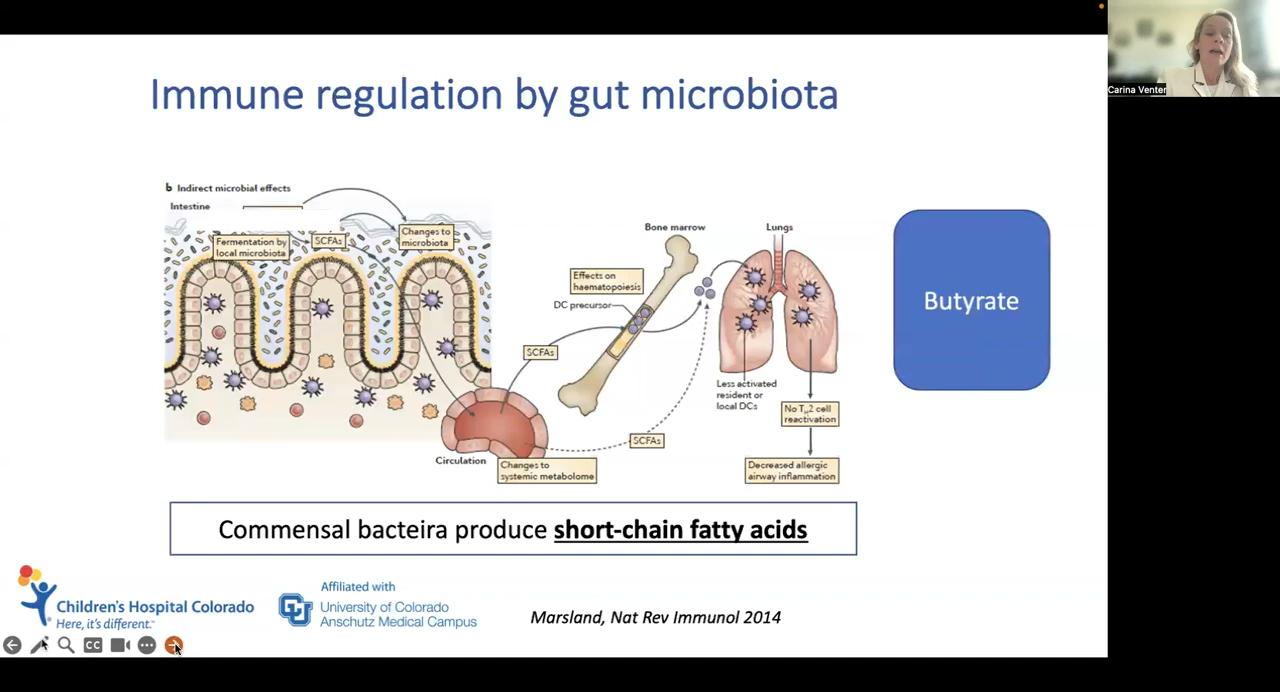 Immune regulation by gut microbiota
Carina Venter
b Indirect microbial effects
Intestine
Fermentation by
local microbiota
SCFAs
Changes to
microbiota
Bone marrow
Lungs
Effects on
haematopoiesis
DC precursor
SCFAs
Less activated
resident or
local DCs
No TH2 cell
reactivation
SCFAs
Circulation
Changes to
systemic metabolome
Decreased allergic
airway inflammation
Butyrate
Commensal bacteira produce short-chain fatty acids
Children's Hospital Colorado
Here, it's different.™
Affiliated with
University of Colorado
Anschutz Medical Campus
Marsland, Nat Rev Immunol 2014
CC